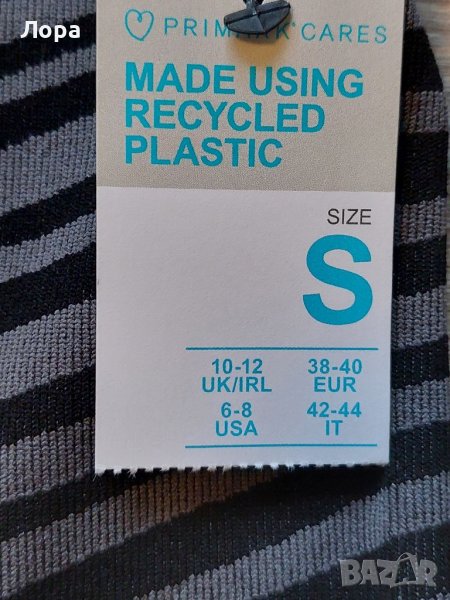 Лора
CARES
MADE USING
RECYCLED
PLASTIC
SIZE
S
10-12
UK/IRL
38-40
EUR
6-8
USA
42-44
IT
BAZAR